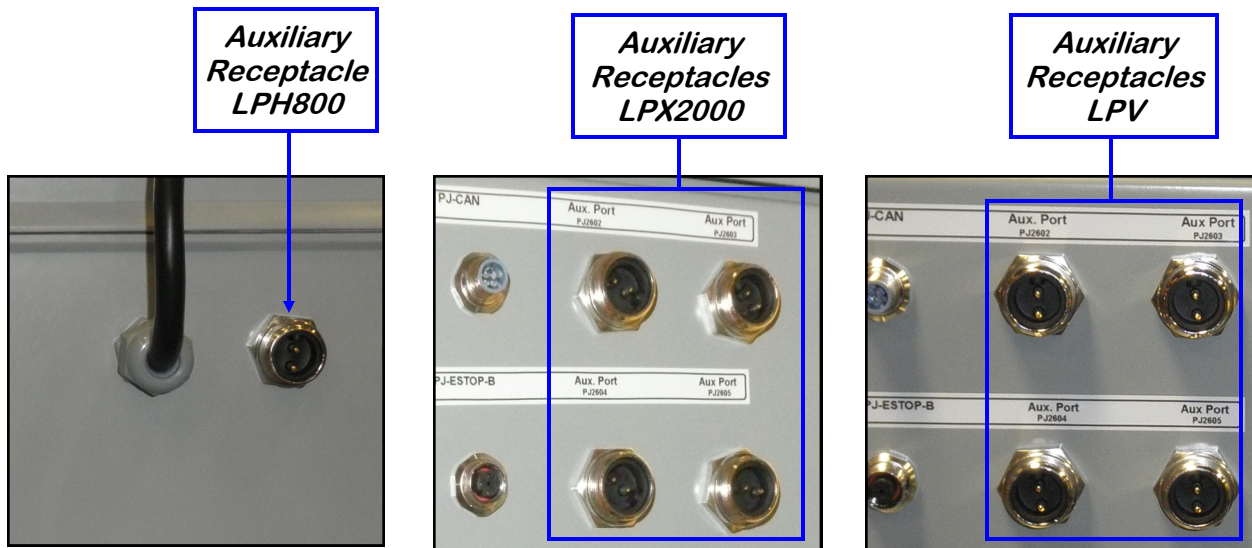 Auxiliary
Receptacle
LPH800
Auxiliary
Receptacles
LPX2000
Auxiliary
Receptacles
LPV
PJ-CAN
Aux. Port
PJ2602
Aux Port
PJ2603
PJ-ESTOP-B
Aux. Port
PJ2604
Aux Port
PJ2605
J-CAN
Aux. Port
PJ2602
Aux Port
PJ2603
PJ-ESTOP-B
Aux. Port
PJ2604
Aux Port
PJ2605